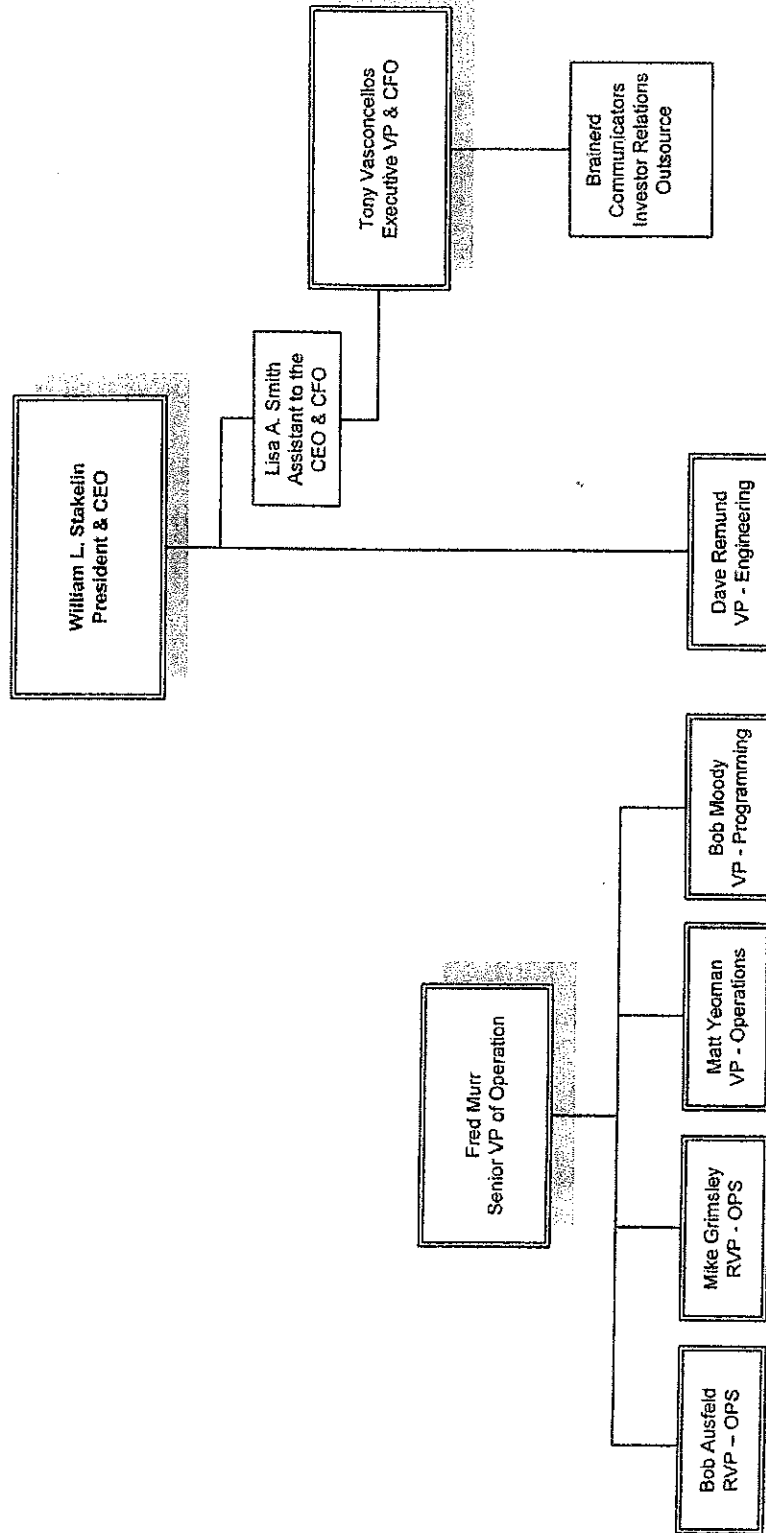 William L. Stakelin
President & CEO
Lisa A. Smith
Assistant to the
CEO & CFO
Tony Vasconcellos
Executive VP & CFO
Brainerd
Communicators
Investor Relations
Outsource
Fred Murr
Senior VP of Operation
Bob Ausfeld
RVP – OPS
Mike Grimsley
RVP - OPS
Matt Yeoman
VP - Operations
Bob Moody
VP - Programming
Dave Remund
VP - Engineering